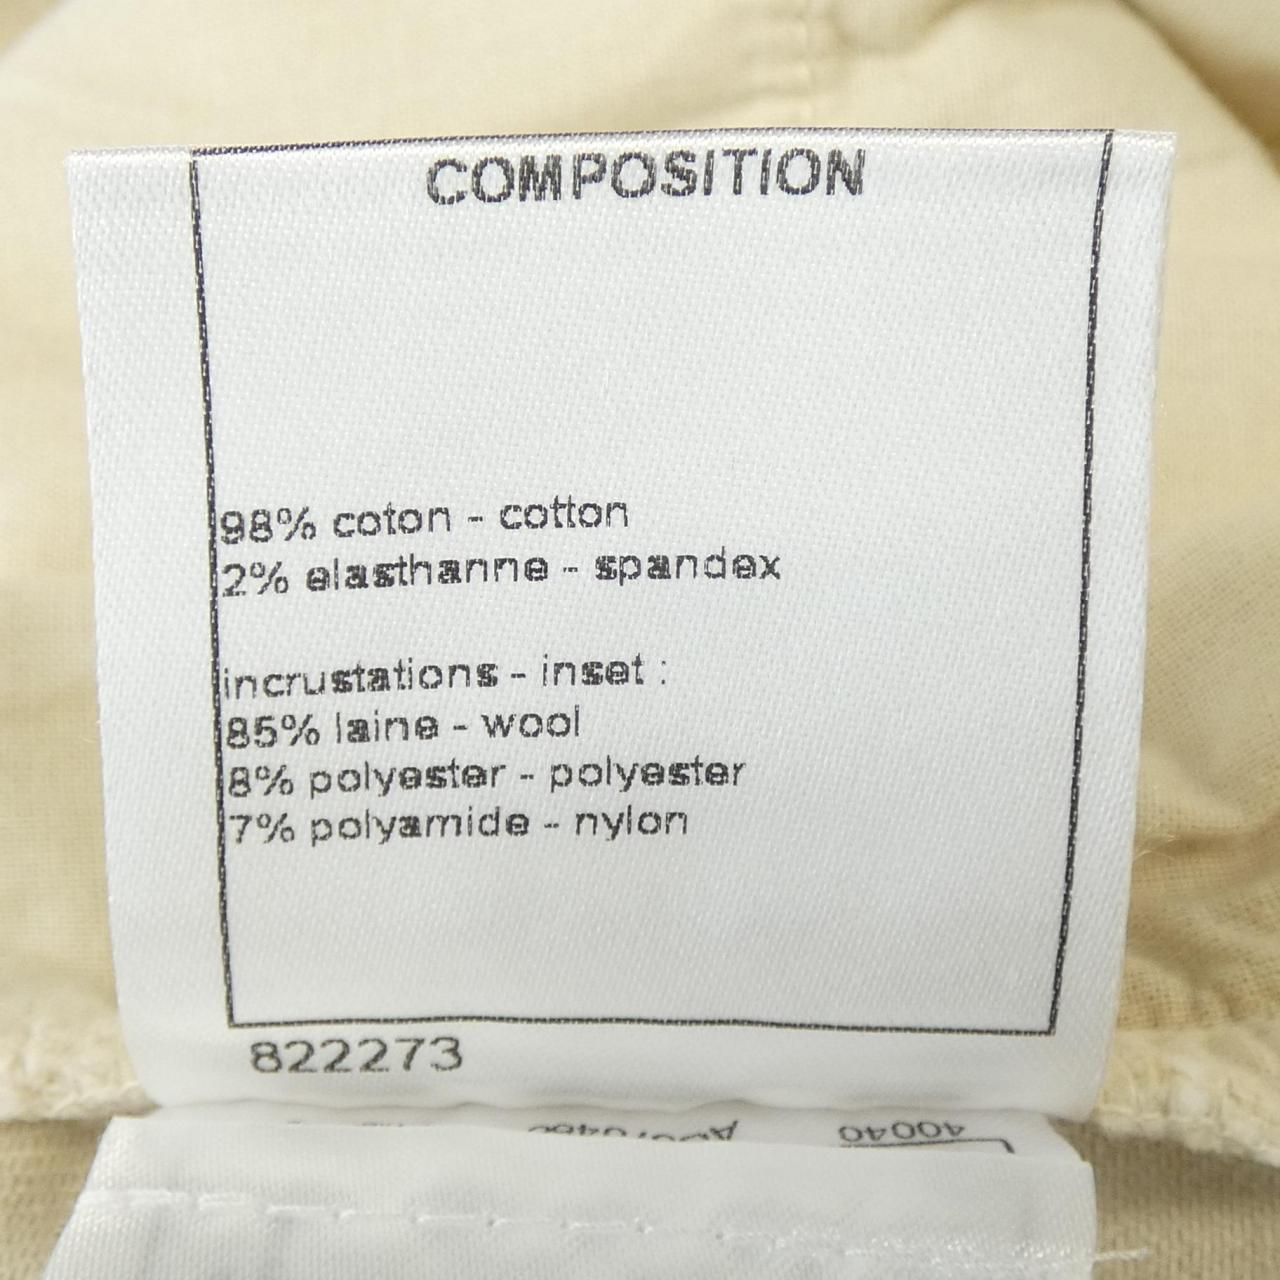 COMPOSITION
98% coton - cotton
2% elasthanne - spandex
incrustations - inset :
85% laine - wool
8% polyester - polyester
7% polyamide - nylon
822273
40040